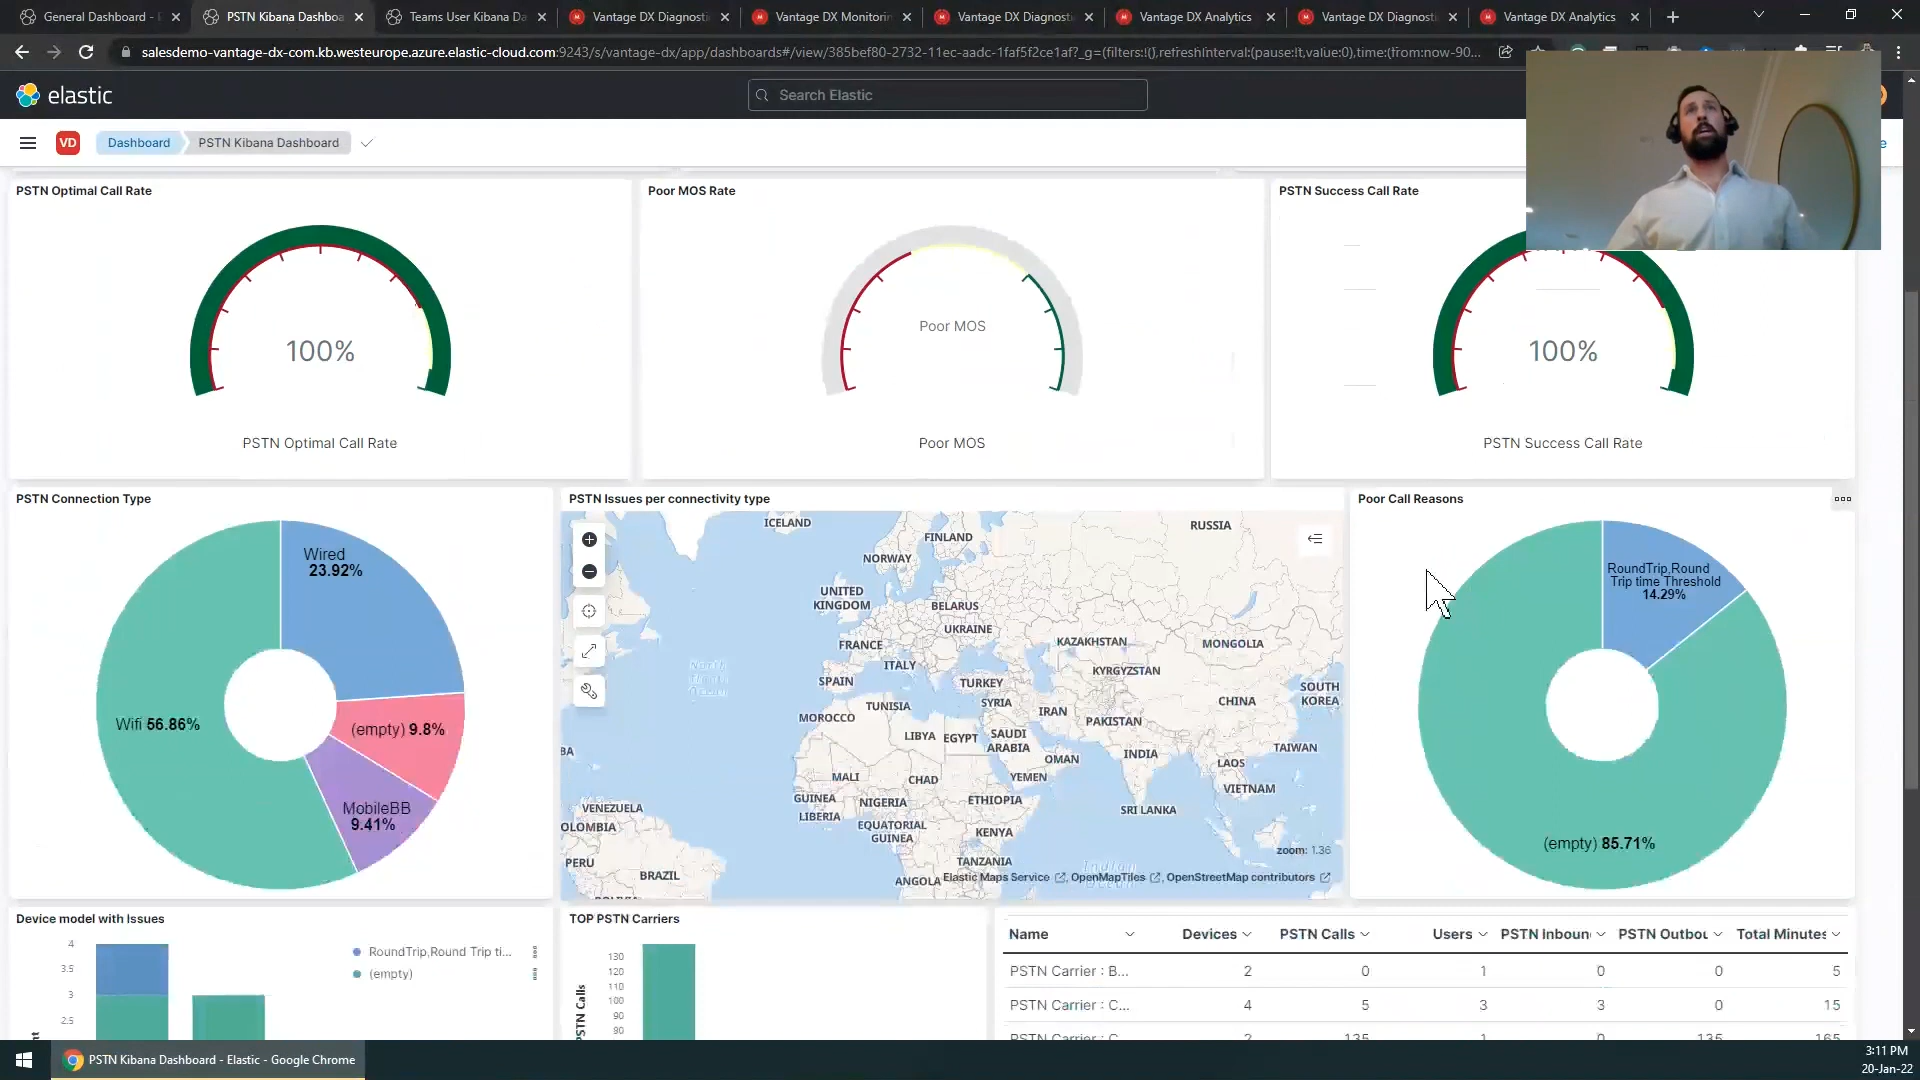 General Dashboard -
PSTN Kibana Dashboa
Teams User Kibana Da
Vantage DX Diagnosti
Vantage DX Monitorin
Vantage DX Diagnosti
Vantage DX Analytics
Vantage DX Diagnosti
Vantage DX Analytics
salesdemo-vantage-dx-com.kb.westeurope.azure.elastic-cloud.com:9243/s/vantage-dx/app/dashboards#/view/385bef80-2732-11ec-aadc-1faf5f2ce1af?_g=(filters:!(),refreshInterval:(pause:!t,value:0),time:(from:now-90...
elastic
Search Elastic
VD
Dashboard
PSTN Kibana Dashboard
PSTN Optimal Call Rate
Poor MOS Rate
PSTN Success Call Rate
100%
Poor MOS
100%
PSTN Optimal Call Rate
Poor MOS
PSTN Success Call Rate
PSTN Connection Type
PSTN Issues per connectivity type
Poor Call Reasons
Wired
23.92%
Wifi 56.86%
(empty) 9.8%
MobileBB
9.41%
ICELAND
RUSSIA
FINLAND
NORWAY
UNITED
KINGDOM
BELARUS
UKRAINE
FRANCE
KAZAKHSTAN
MONGOLIA
ITALY
KYRGYZSTAN
SPAIN
TURKEY
SOUTH
KOREA
North
Atlantic
Ocean
SYRIA
CHINA
TUNISIA
MOROCCO
IRAN
PAKISTAN
LIBYA
EGYPT
SAUDI
ARABIA
TAIWAN
BA
OMAN
INDIA
LAOS
MALI
CHAD
YEMEN
VIETNAM
GUINEA
NIGERIA
ETHIOPIA
VENEZUELA
LIBERIA
SRI LANKA
OLOMBIA
EQUATORIAL
GUINEA
KENYA
PERU
TANZANIA
zoom: 1.36
BRAZIL
ANGOLA
Indian
Ocean
Elastic Maps Service , OpenMapTiles , OpenStreetMap contributors
BOLIVIA
RoundTrip,Round
Trip time Threshold
14.29%
(empty) 85.71%
Device model with Issues
4
3.5
3
2.5
RoundTrip,Round Trip ti...
(empty)
TOP PSTN Carriers
130
120
110
100
90
80
PSTN Calls
Name Devices PSTN Calls Users PSTN Inboun PSTN Outbou Total Minutes
PSTN Carrier : B... 2 0 1 0 0 5
PSTN Carrier : C... 4 5 3 3 0 15
PSTN Carrier : C... 2 135 1 0 135 165
PSTN Kibana Dashboard - Elastic - Google Chrome
3:11 PM
20-Jan-22